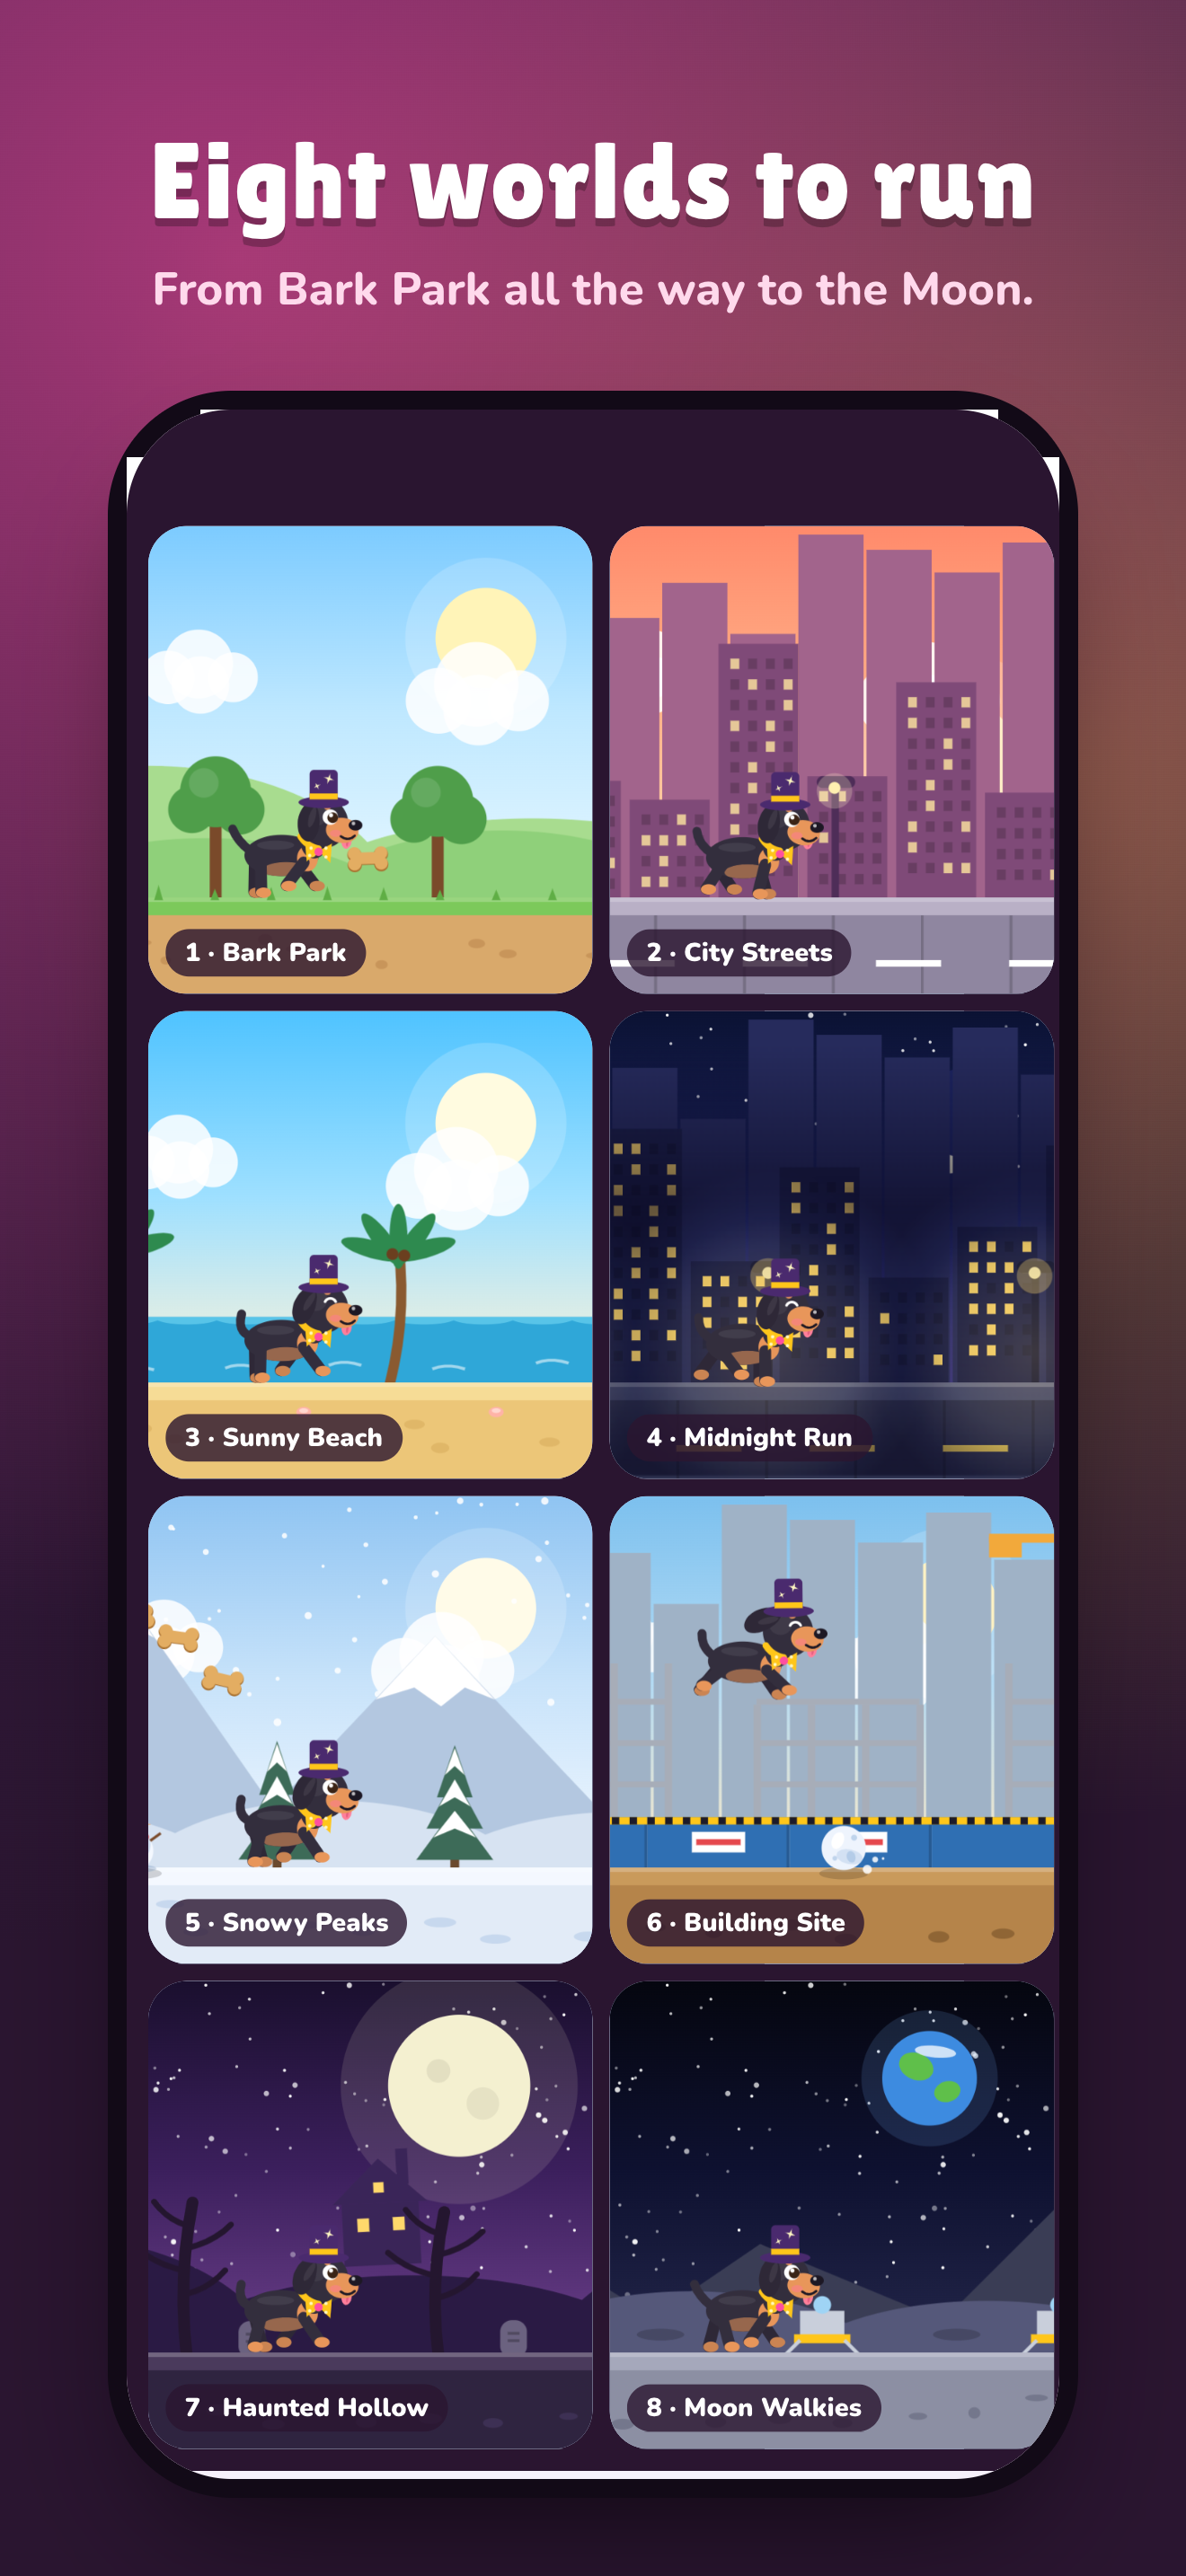 Eight worlds to run
From Bark Park all the way to the Moon.
1 · Bark Park
2 · City Streets
3 · Sunny Beach
4 · Midnight Run
5 · Snowy Peaks
6 · Building Site
7 · Haunted Hollow
8 · Moon Walkies